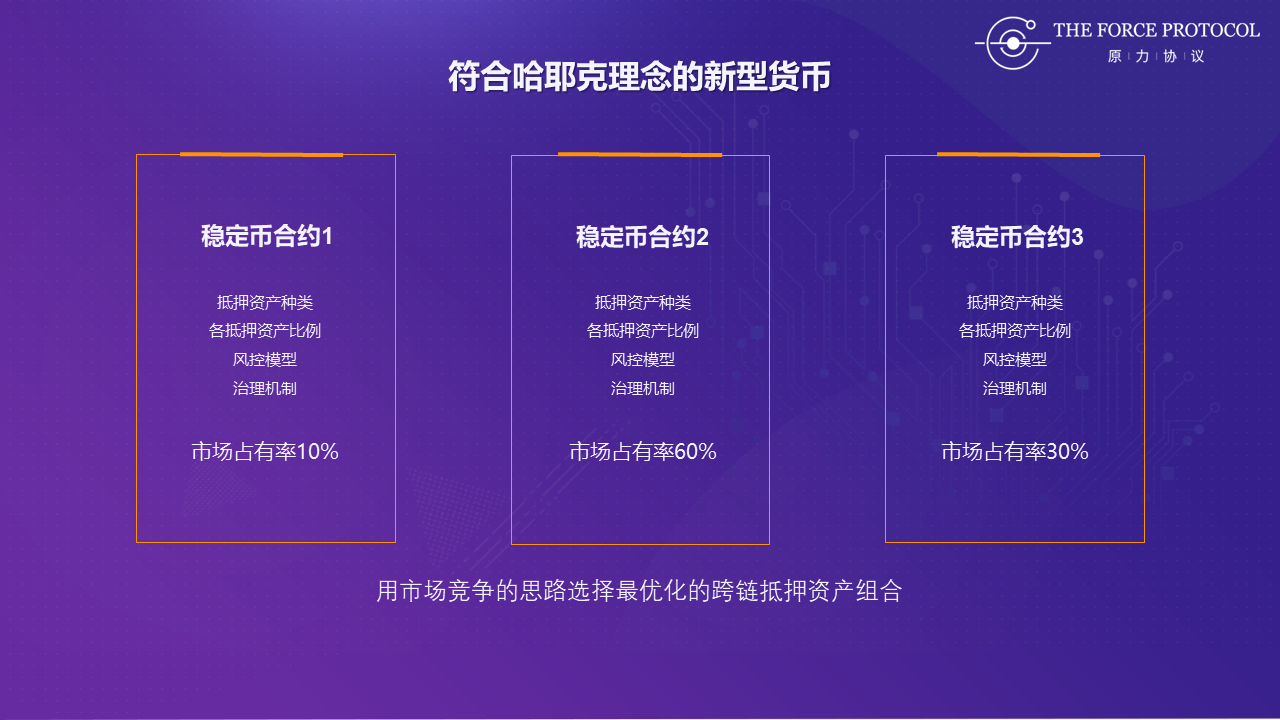 THE FORCE PROTOCOL
原力协议
符合哈耶克理念的新型货币
稳定币合约1
抵押资产种类
各抵押资产比例
风控模型
治理机制
市场占有率10%
稳定币合约2
抵押资产种类
各抵押资产比例
风控模型
治理机制
市场占有率60%
稳定币合约3
抵押资产种类
各抵押资产比例
风控模型
治理机制
市场占有率30%
用市场竞争的思路选择最优化的跨链抵押资产组合